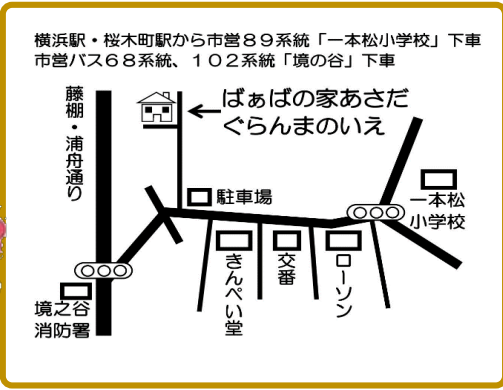 横浜駅・桜木町駅から市営８９系統「一本松小学校」下車
市営バス６８系統、１０２系統「境の谷」下車
藤棚・浦舟通り
ばぁばの家あさだ
ぐらんまのいえ
駐車場
一本松
小学校
きんぺい堂
交番
ローソン
境之谷
消防署